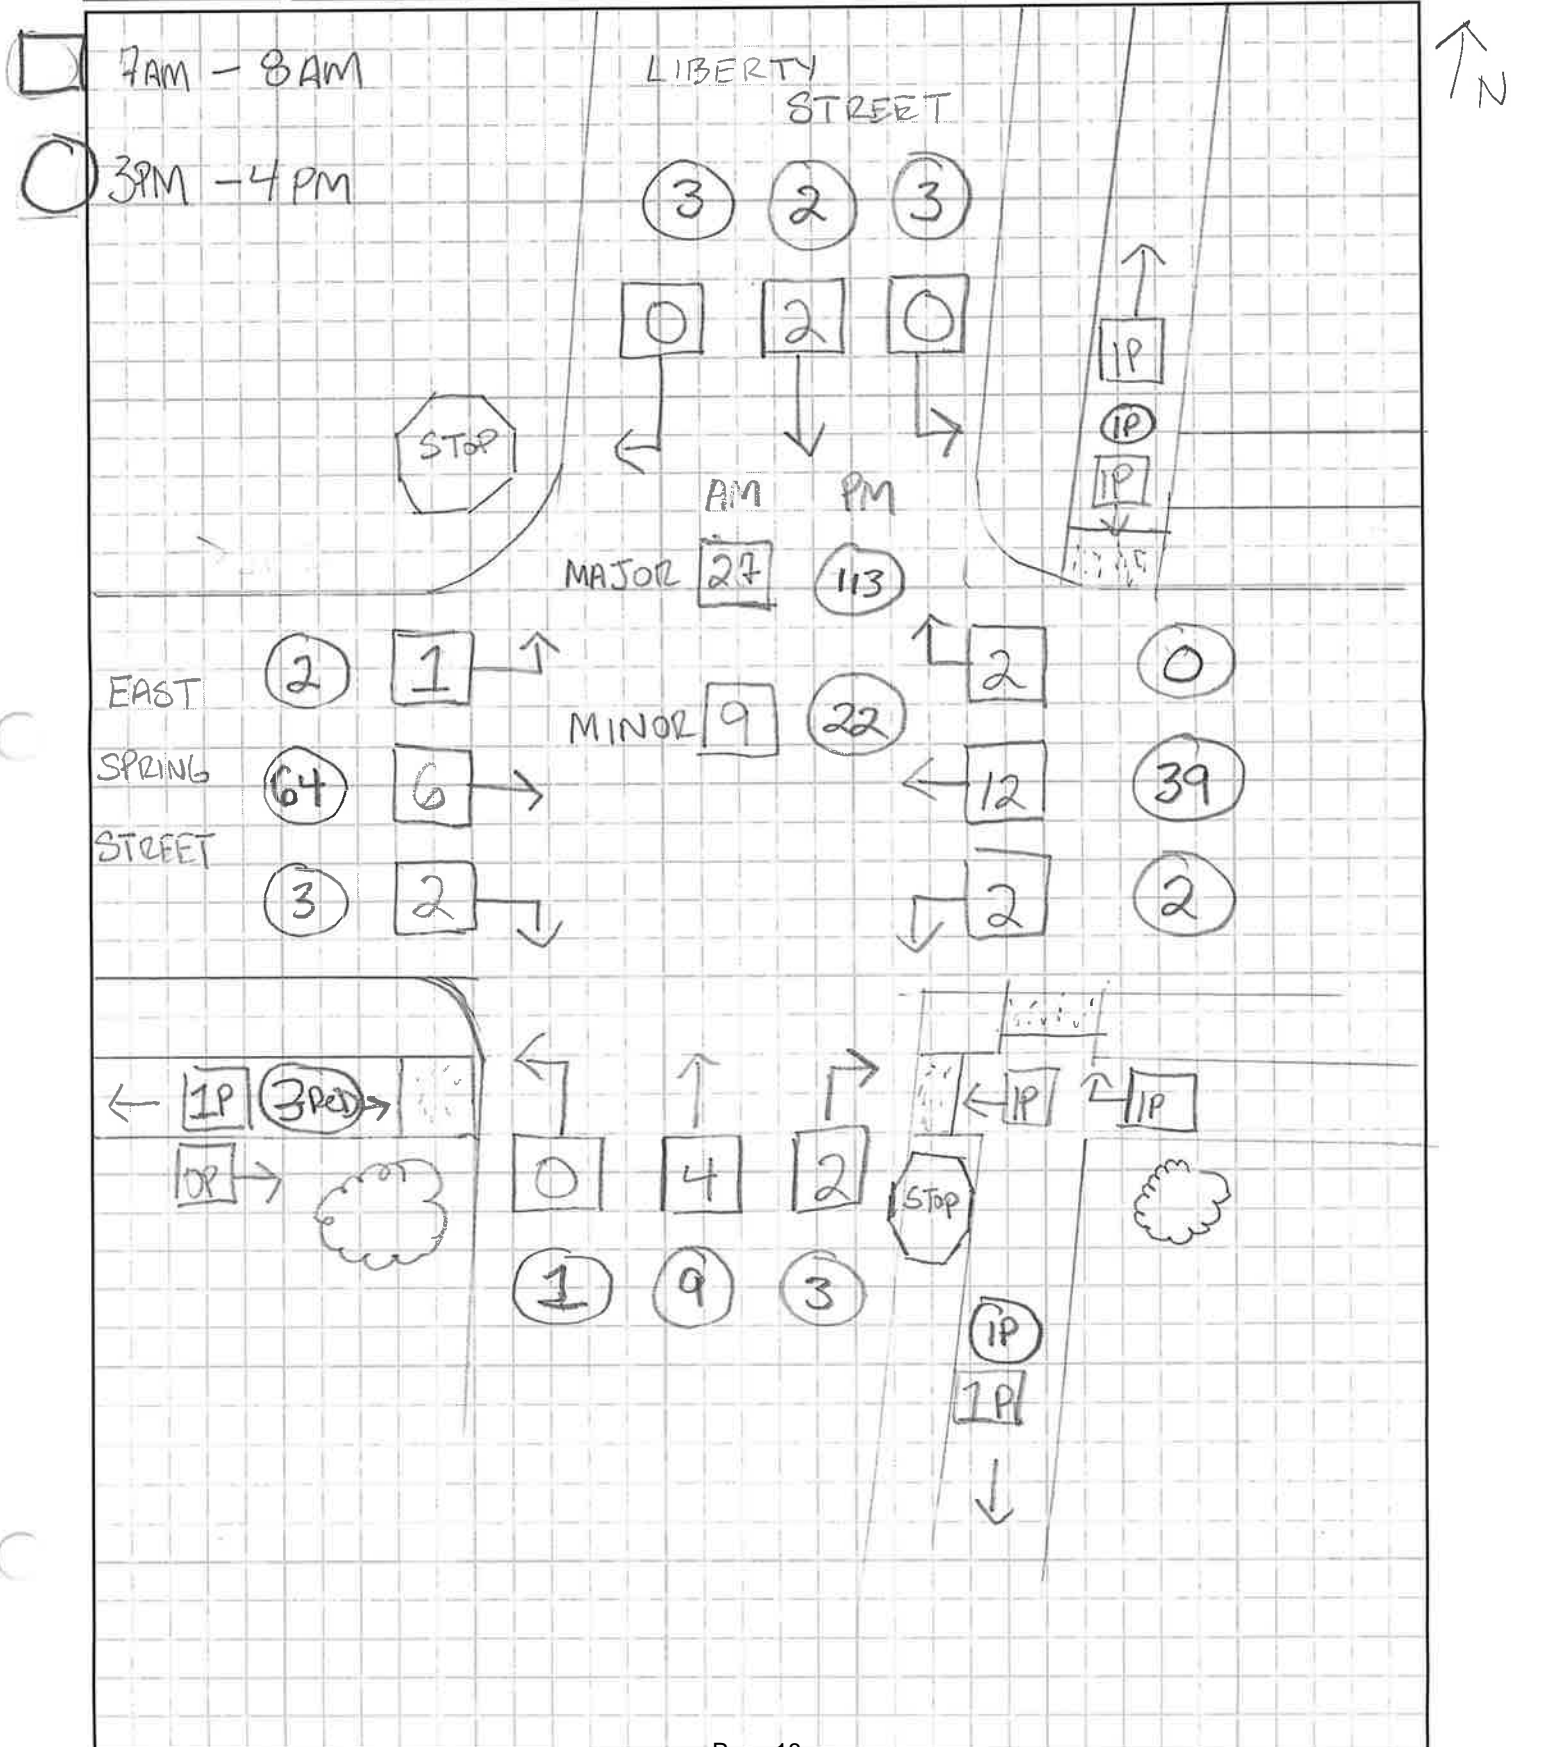 7AM - 8AM
LIBERTY
STREET
N
3PM - 4PM
3 2 3
0 2 0
1P
STOP
1P
1P
AM PM
MAJOR 27 113
2 1
2 0
EAST
MINOR 9 22
SPRING
64 6
12 39
STREET
3 2
2 2
1P 3PED
1P 1P
0P
0 4 2
STOP
1 9 3
1P
1P